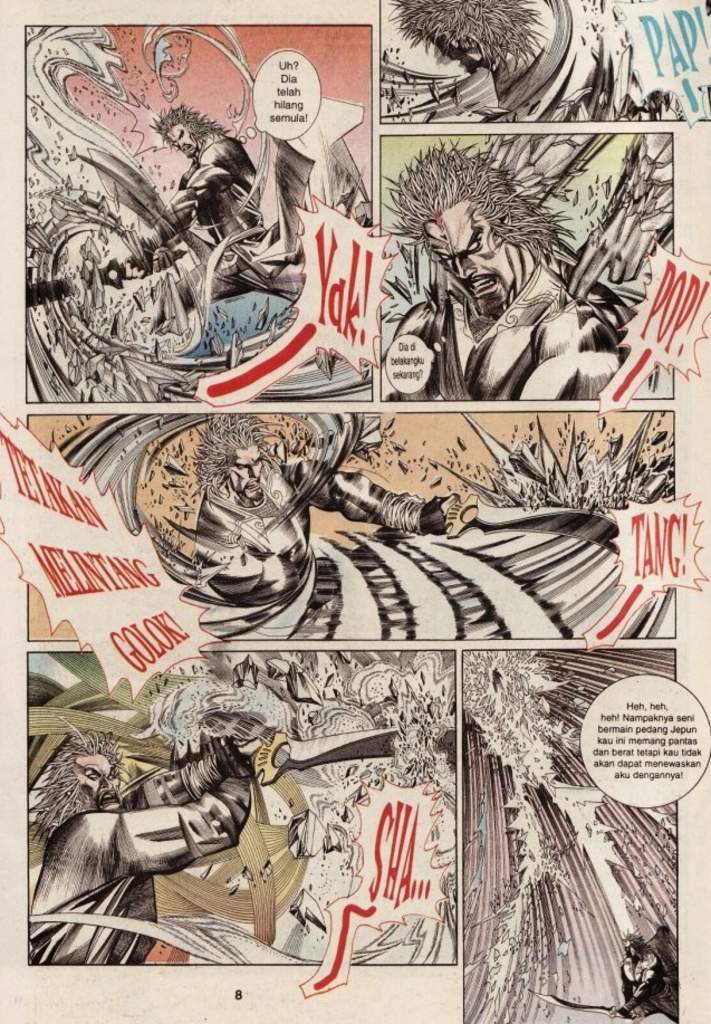 Uh?
Dia
telah
hilang
semula!
Yak!
PAP!
Dia di
belakangku
sekarang?
POP!
TETAKAN
MELINTANG
GOLOK!
TANG!
SHA...
Heh, heh,
heh! Nampaknya seni
bermain pedang Jepun
kau ini memang pantas
dan berat tetapi kau tidak
akan dapat menewaskan
aku dengannya!
8